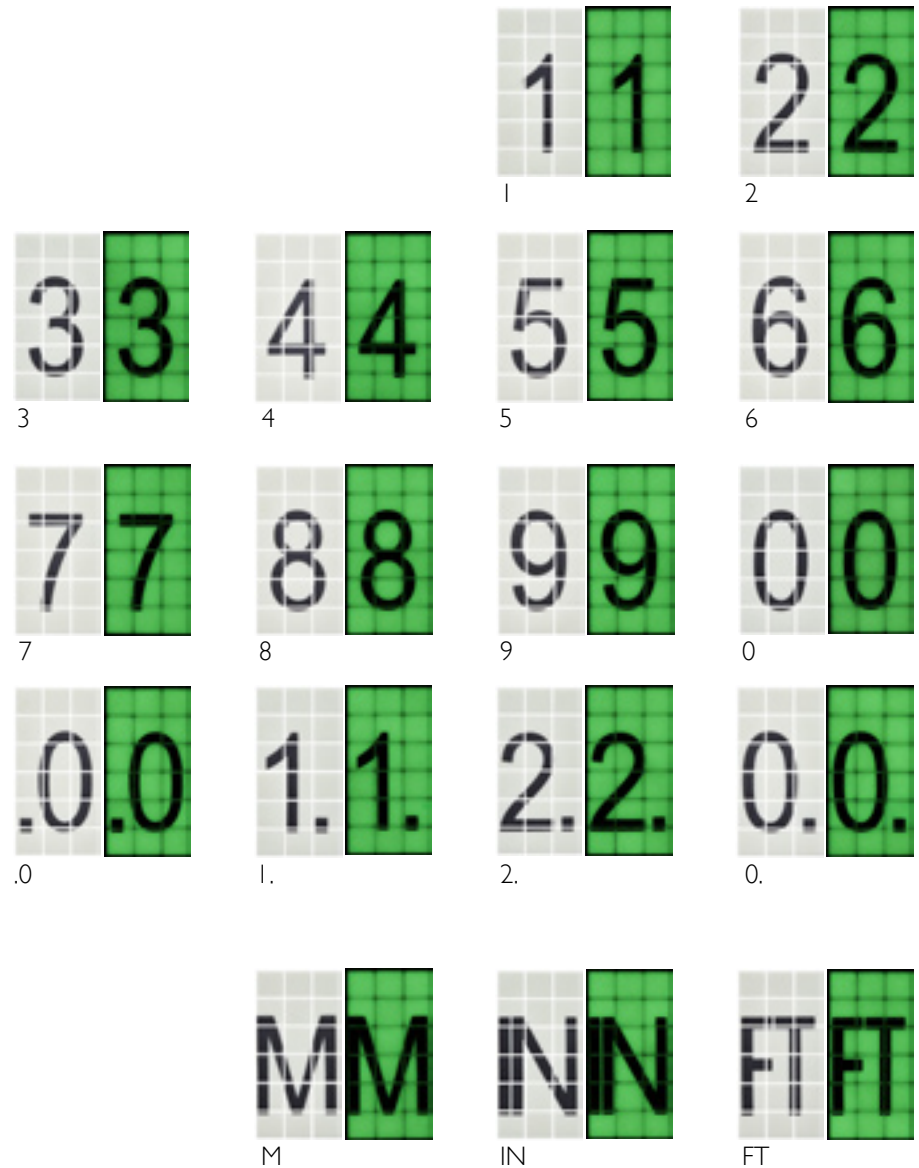 1 1 2 2
1 2
3 3 4 4 5 5 6 6
3 4 5 6
7 7 8 8 9 9 0 0
7 8 9 0
.0 .0 1. 1. 2. 2. 0. 0.
.0 1. 2. 0.
M M IN IN FT FT
M IN FT